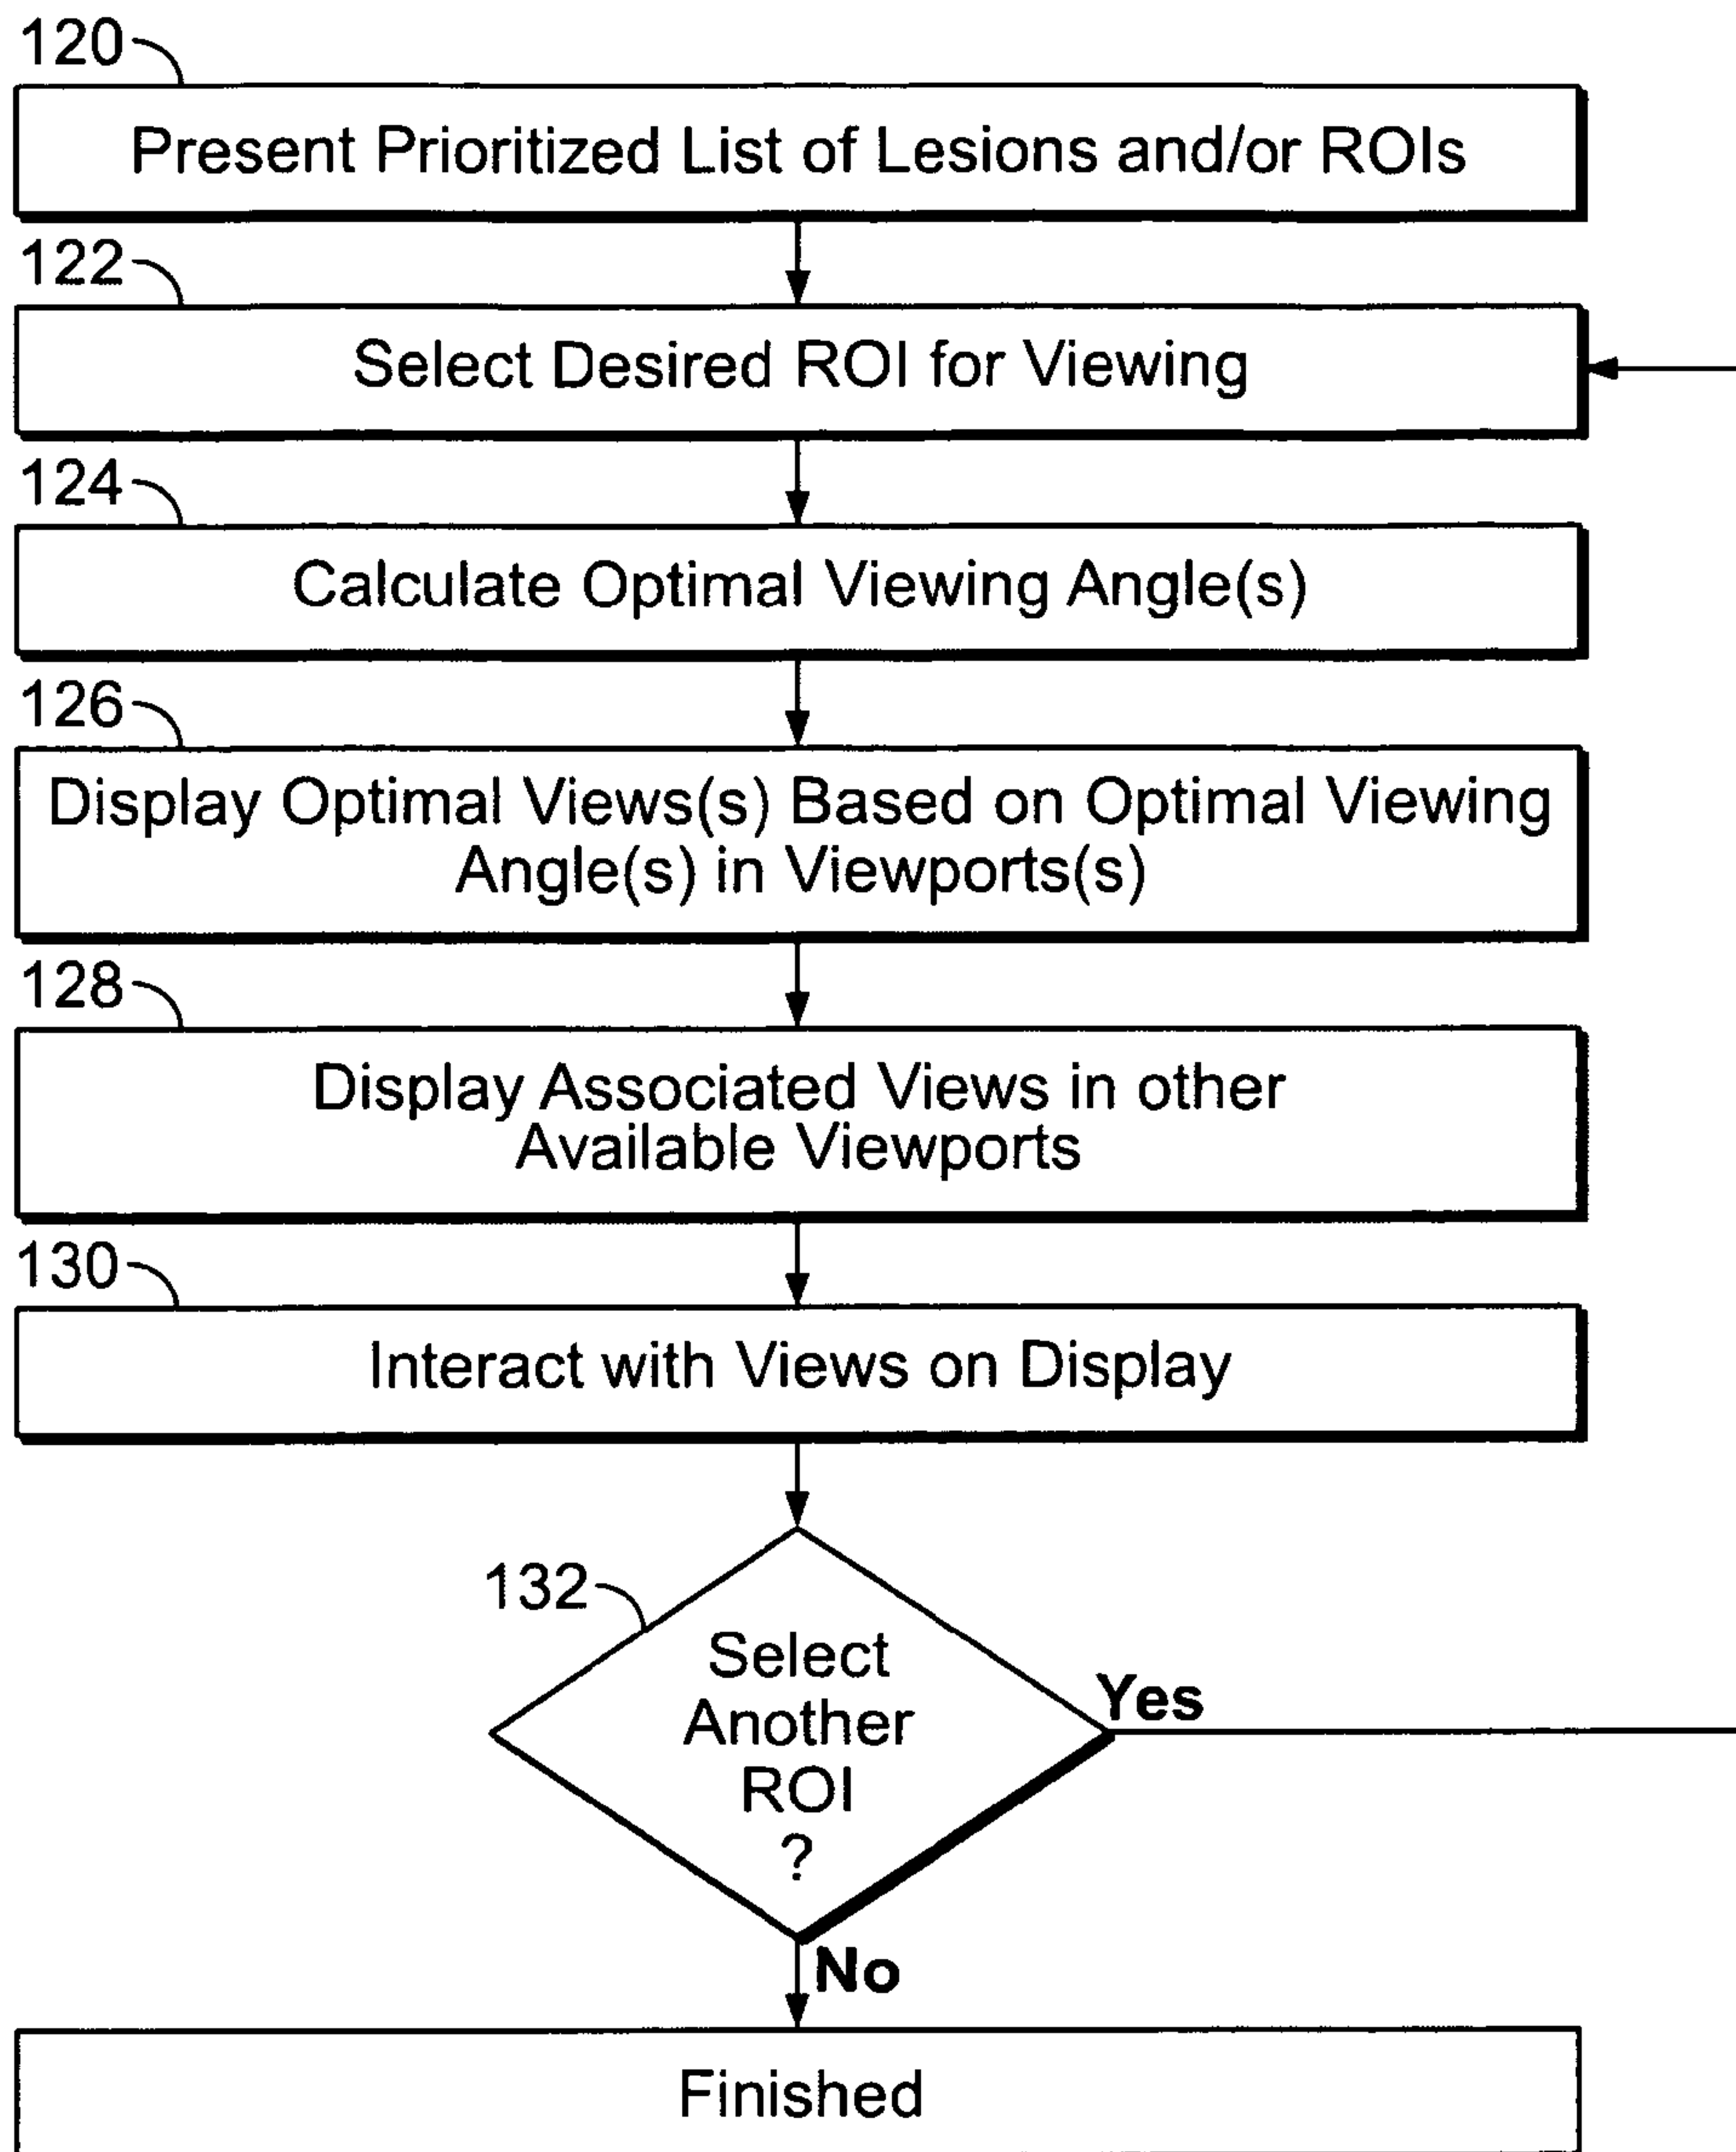 120
Present Prioritized List of Lesions and/or ROIs
122
Select Desired ROI for Viewing
124
Calculate Optimal Viewing Angle(s)
126
Display Optimal Views(s) Based on Optimal Viewing
Angle(s) in Viewports(s)
128
Display Associated Views in other
Available Viewports
130
Interact with Views on Display
132
Select
Another
ROI
?
Yes
No
Finished